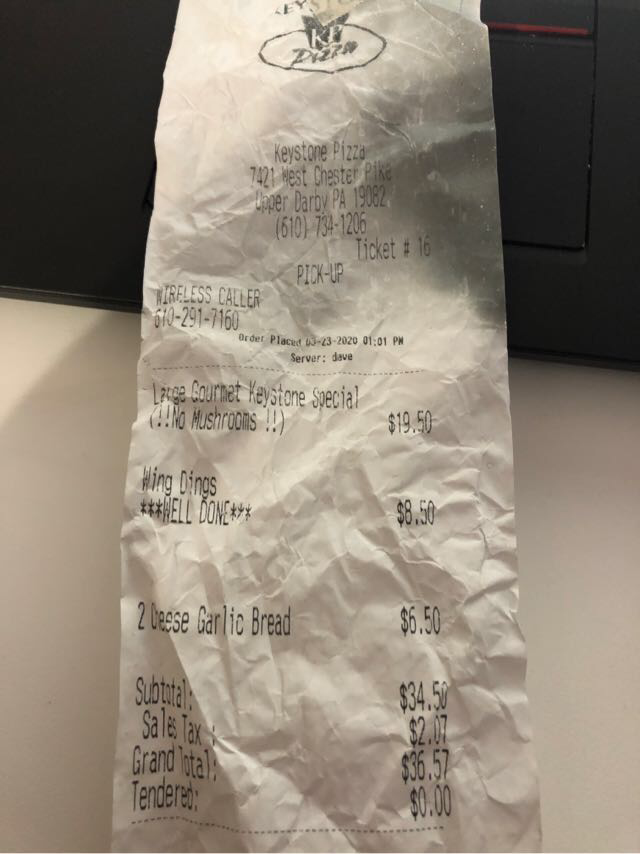 KEYSTONE
Pizza
Keystone Pizza
7421 West Chester Pike
Upper Darby PA 19082
(610) 734-1206
Ticket # 16
PICK-UP
WIRELESS CALLER
610-291-7160
Order Placed 03-23-2020 01:01 PM
Server: dave
Large Gourmet Keystone Special
(!!No Mushrooms !!) $19.50
Wing Dings
***WELL DONE*** $8.50
2 Cheese Garlic Bread $6.50
Subtotal: $34.50
Sales Tax : $2.07
Grand Total: $36.57
Tendered: $0.00